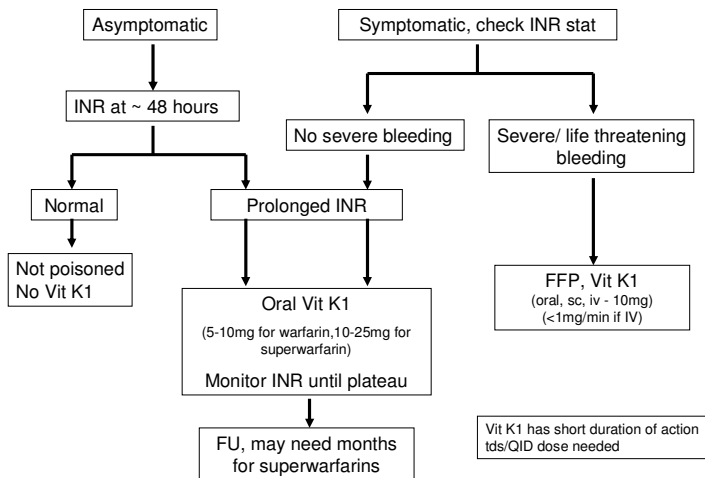 Asymptomatic
Symptomatic, check INR stat
INR at ~ 48 hours
No severe bleeding
Severe/ life threatening
bleeding
Normal
Prolonged INR
Not poisoned
No Vit K1
Oral Vit K1
(5-10mg for warfarin,10-25mg for
superwarfarin)
Monitor INR until plateau
FFP, Vit K1
(oral, sc, iv - 10mg)
(<1mg/min if IV)
FU, may need months
for superwarfarins
Vit K1 has short duration of action
tds/QID dose needed